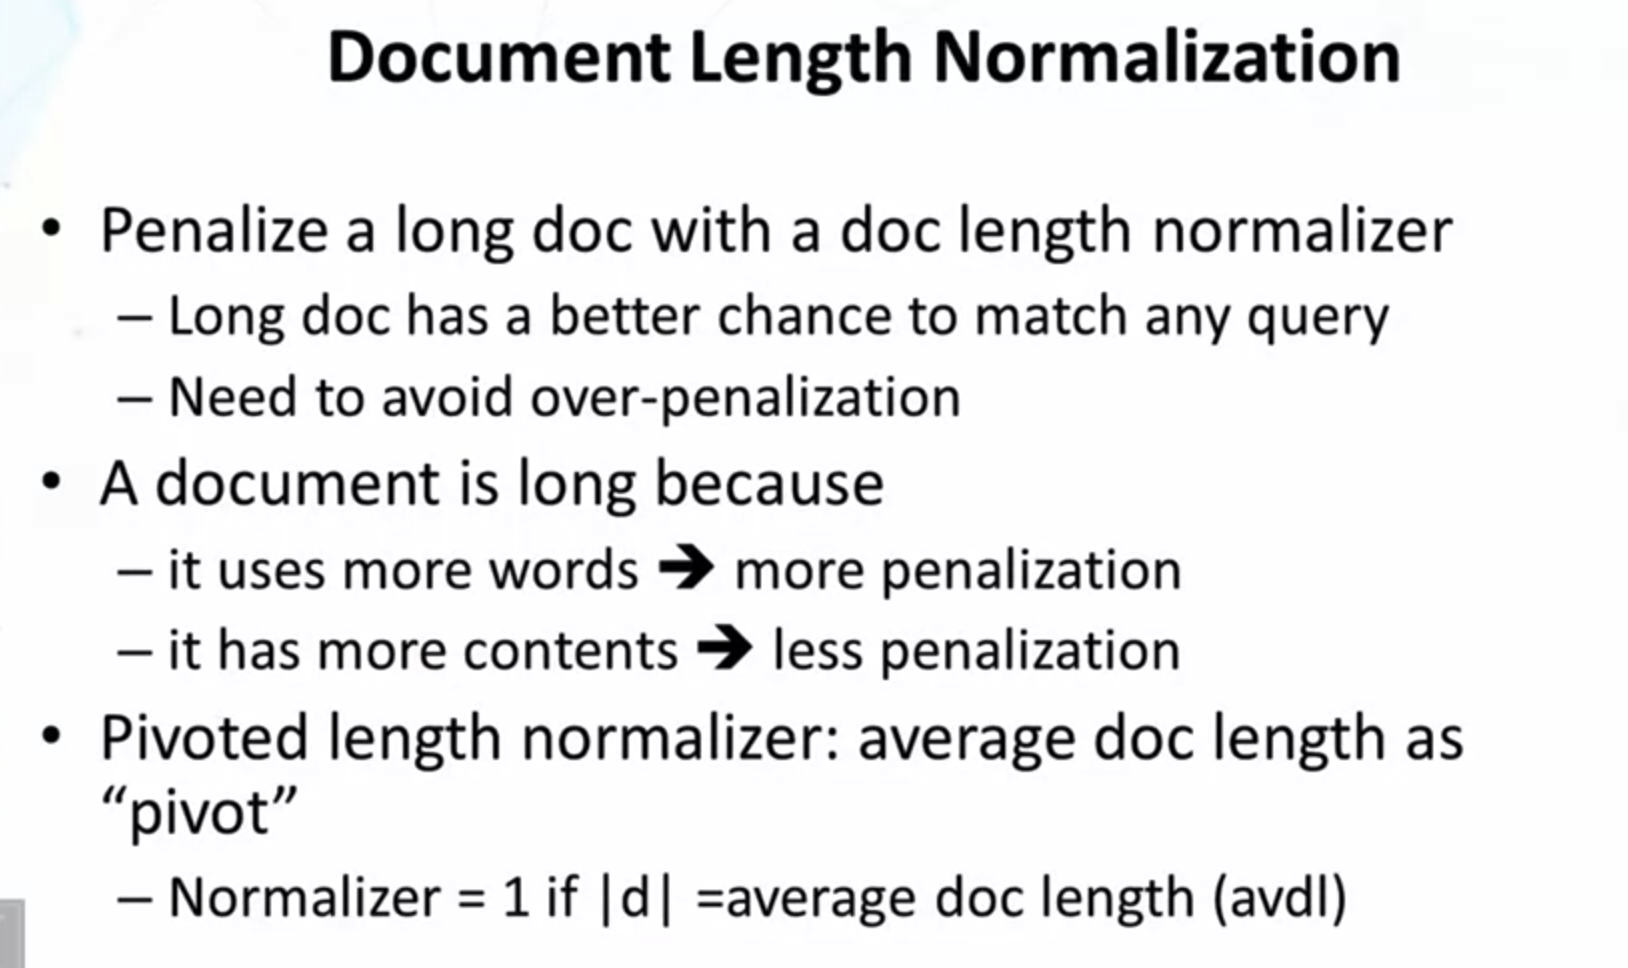 Document Length Normalization
• Penalize a long doc with a doc length normalizer
– Long doc has a better chance to match any query
– Need to avoid over-penalization
• A document is long because
– it uses more words ➔ more penalization
– it has more contents ➔ less penalization
• Pivoted length normalizer: average doc length as
“pivot”
– Normalizer = 1 if |d| =average doc length (avdl)